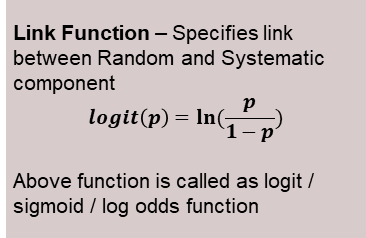 Link Function – Specifies link
between Random and Systematic
component
logit(p) = ln(p/(1 − p))
Above function is called as logit /
sigmoid / log odds function